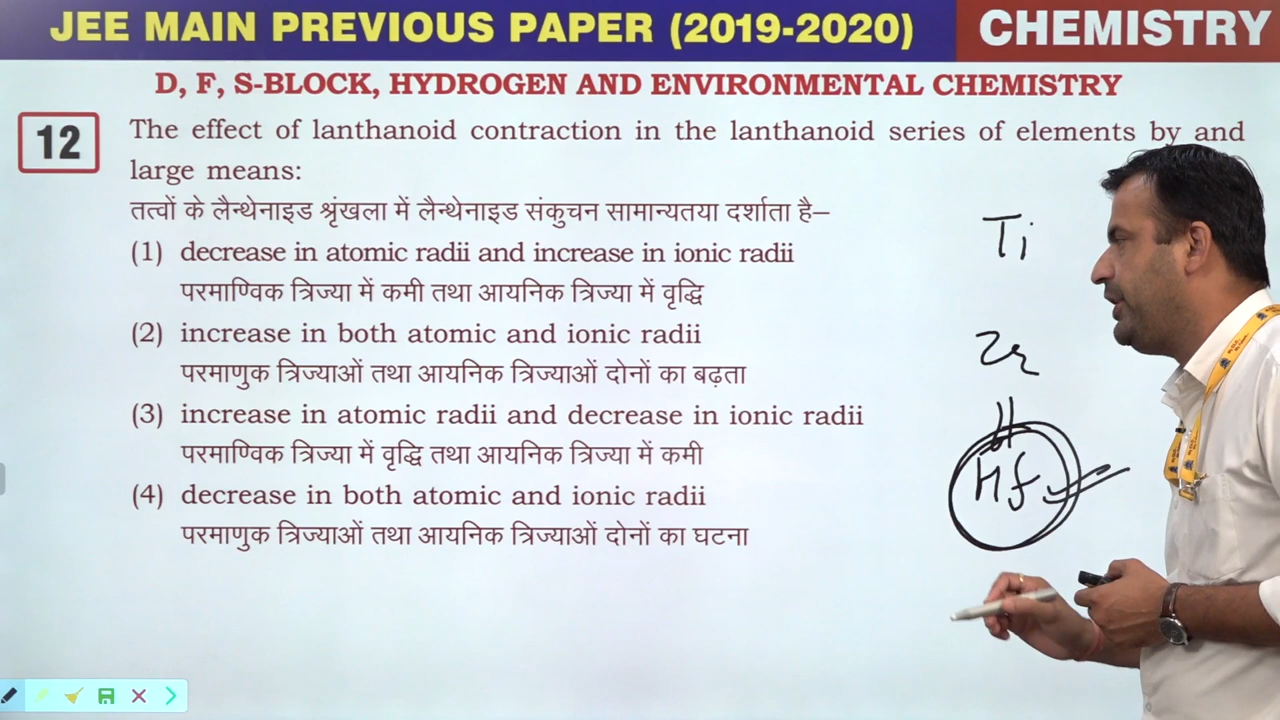 JEE MAIN PREVIOUS PAPER (2019-2020)
CHEMISTRY
D, F, S-BLOCK, HYDROGEN AND ENVIRONMENTAL CHEMISTRY
12
The effect of lanthanoid contraction in the lanthanoid series of elements by and
large means:
तत्वों के लैन्थेनाइड श्रृंखला में लैन्थेनाइड संकुचन सामान्यतया दर्शाता है–
(1) decrease in atomic radii and increase in ionic radii
परमाण्विक त्रिज्या में कमी तथा आयनिक त्रिज्या में वृद्धि
(2) increase in both atomic and ionic radii
परमाणुक त्रिज्याओं तथा आयनिक त्रिज्याओं दोनों का बढ़ता
(3) increase in atomic radii and decrease in ionic radii
परमाण्विक त्रिज्या में वृद्धि तथा आयनिक त्रिज्या में कमी
(4) decrease in both atomic and ionic radii
परमाणुक त्रिज्याओं तथा आयनिक त्रिज्याओं दोनों का घटना
Ti
Zr
Hf